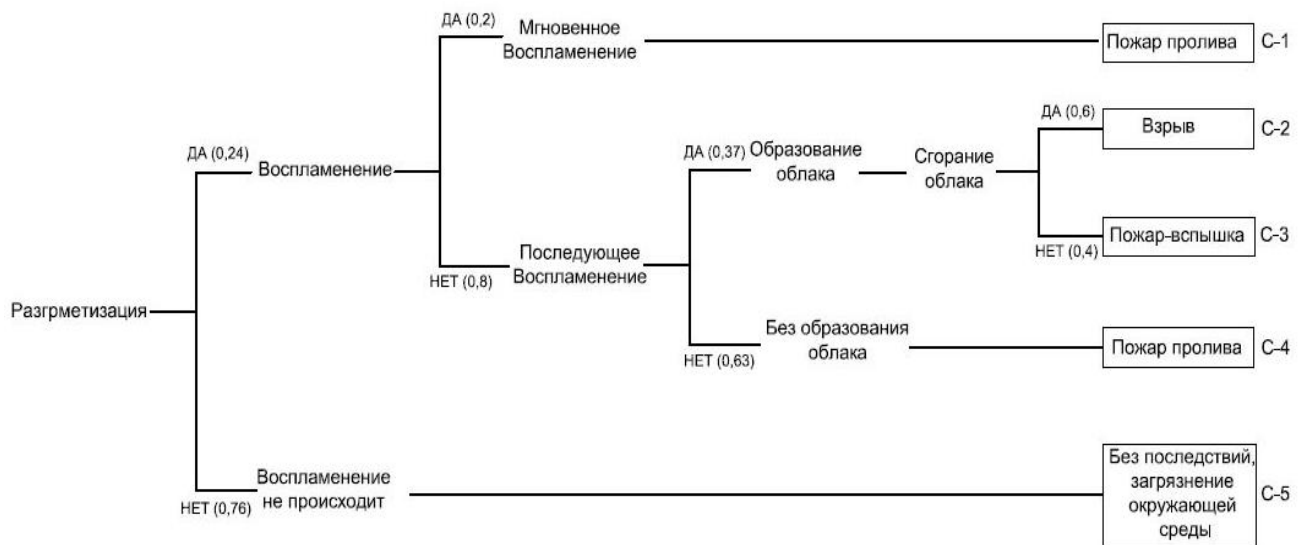 ДА (0,2)
Мгновенное
Воспламенение
Пожар пролива
С-1
ДА (0,24)
Воспламенение
ДА (0,37)
Образование
облака
Сгорание
облака
ДА (0,6)
Взрыв
С-2
НЕТ (0,4)
Пожар-вспышка
С-3
НЕТ (0,8)
Последующее
Воспламенение
Разгрметизация
НЕТ (0,63)
Без образования
облака
Пожар пролива
С-4
НЕТ (0,76)
Воспламенение
не происходит
Без последствий,
загрязнение
окружающей
среды
С-5